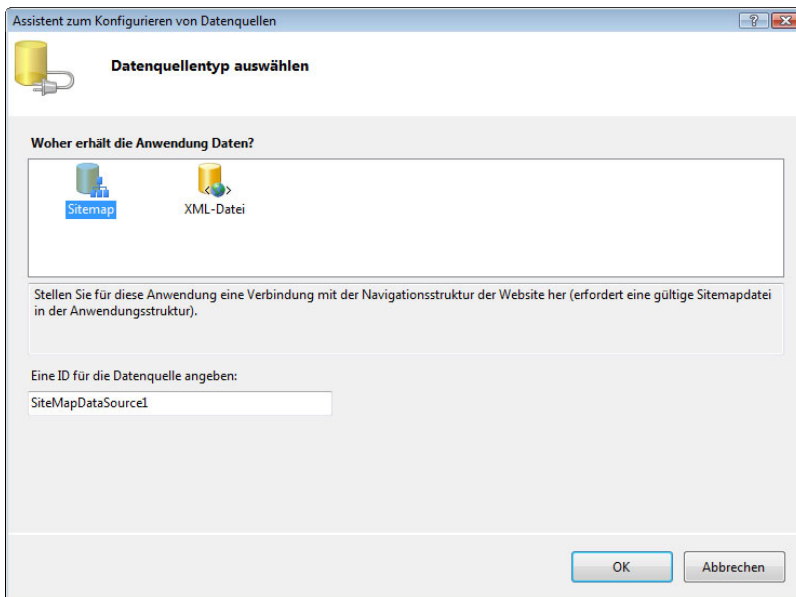 Assistent zum Konfigurieren von Datenquellen
Datenquellentyp auswählen
Woher erhält die Anwendung Daten?
Sitemap
XML-Datei
Stellen Sie für diese Anwendung eine Verbindung mit der Navigationsstruktur der Website her (erfordert eine gültige Sitemapdatei
in der Anwendungsstruktur).
Eine ID für die Datenquelle angeben:
SiteMapDataSource1
OK
Abbrechen